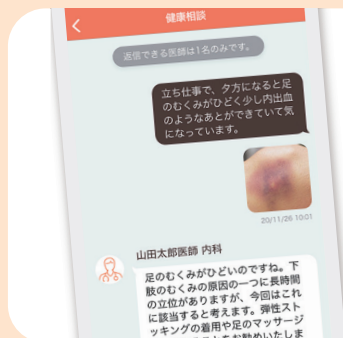 健康相談
返信できる医師は1名のみです。
立ち仕事で、夕方になると足
のむくみがひどく少し内出血
のようなあとができていて気
になっています。
20/11/26 10:01
山田太郎医師 内科
足のむくみがひどいのですね。下
肢のむくみの原因の一つに長時間
の立位がありますが、今回はこれ
に該当すると考えます。弾性スト
ッキングの着用や足のマッサージ
お勧めいたしま